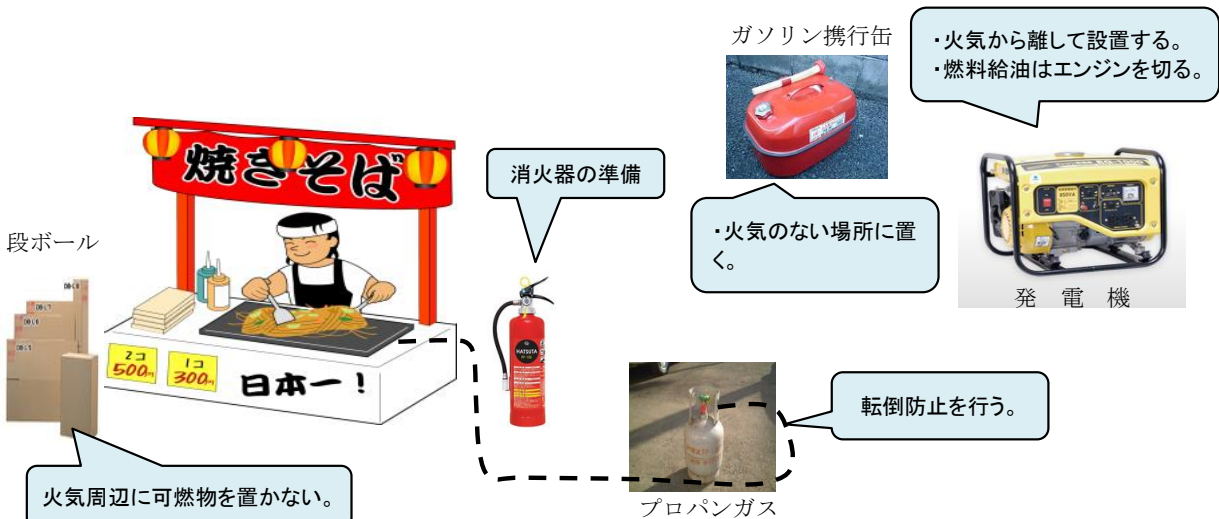 ガソリン携行缶
・火気から離して設置する。
・燃料給油はエンジンを切る。
焼きそば
消火器の準備
・火気のない場所に置
く。
段ボール
発 電 機
2コ
500円
1コ
300円
日本一！
HATSUTA
転倒防止を行う。
火気周辺に可燃物を置かない。
プロパンガス